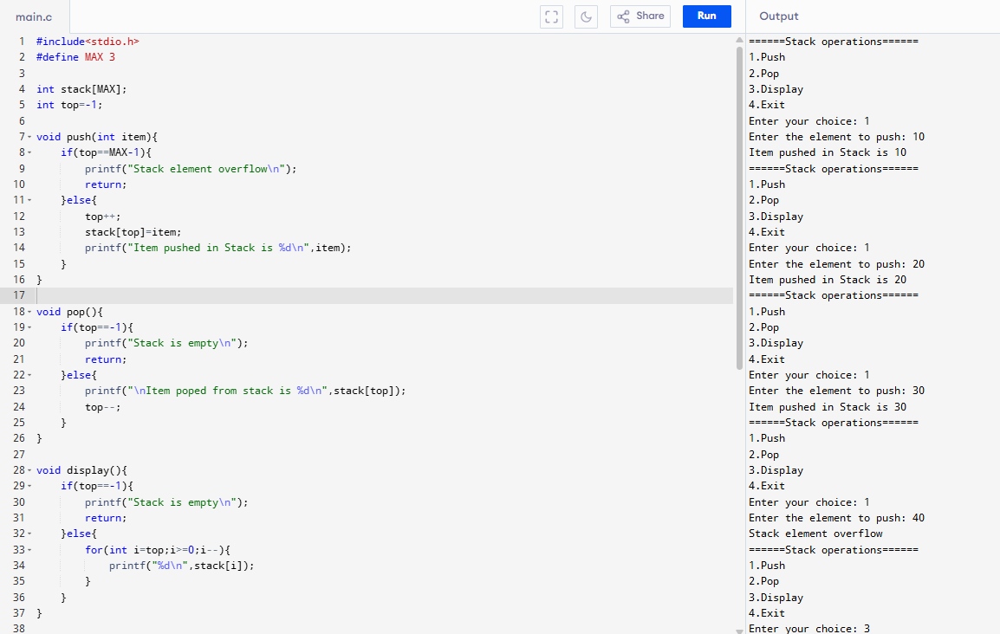 main.c
Share
Run
Output
1 #include<stdio.h>
2 #define MAX 3
3
4 int stack[MAX];
5 int top=-1;
6
7 void push(int item){
8     if(top==MAX-1){
9         printf("Stack element overflow\n");
10         return;
11     }else{
12         top++;
13         stack[top]=item;
14         printf("Item pushed in Stack is %d\n",item);
15     }
16 }
17
18 void pop(){
19     if(top==-1){
20         printf("Stack is empty\n");
21         return;
22     }else{
23         printf("\nItem poped from stack is %d\n",stack[top]);
24         top--;
25     }
26 }
27
28 void display(){
29     if(top==-1){
30         printf("Stack is empty\n");
31         return;
32     }else{
33         for(int i=top;i>=0;i--){
34             printf("%d\n",stack[i]);
35         }
36     }
37 }
38
======Stack operations======
1.Push
2.Pop
3.Display
4.Exit
Enter your choice: 1
Enter the element to push: 10
Item pushed in Stack is 10
======Stack operations======
1.Push
2.Pop
3.Display
4.Exit
Enter your choice: 1
Enter the element to push: 20
Item pushed in Stack is 20
======Stack operations======
1.Push
2.Pop
3.Display
4.Exit
Enter your choice: 1
Enter the element to push: 30
Item pushed in Stack is 30
======Stack operations======
1.Push
2.Pop
3.Display
4.Exit
Enter your choice: 1
Enter the element to push: 40
Stack element overflow
======Stack operations======
1.Push
2.Pop
3.Display
4.Exit
Enter your choice: 3